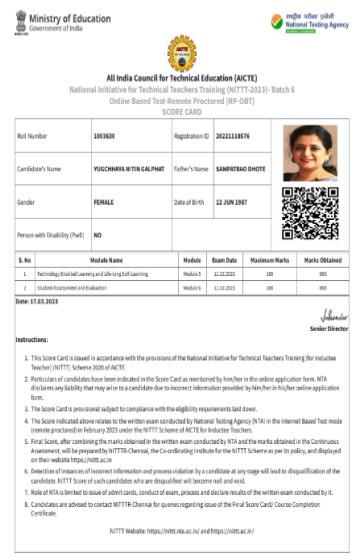 Ministry of Education
Government of India
राष्ट्रीय परीक्षा एजेंसी
National Testing Agency
AICTE
All India Council for Technical Education (AICTE)
National Initiative for Technical Teachers Training (NITTT-2023)- Batch 6
Online Based Test-Remote Proctored (RP-OBT)
SCORE CARD
Roll Number 1003630 Registration ID 20221118576
Candidate's Name YUGCHHAYA NITIN GALPHAT Father's Name SAMPATRAO DHOTE
Gender FEMALE Date of Birth 12 JUN 1987
Person with Disability (PwD) NO
S. No Module Name Module Exam Date Maximum Marks Marks Obtained
1 Technology Enabled Learning and Life-long Self-Learning Module 5 11.02.2023 100 083
2 Student Assessment and Evaluation Module 6 11.02.2023 100
Date: 17.03.2023
Senior Director
Instructions:
1. This Score Card is issued in accordance with the provisions of the National Initiative for Technical Teachers Training (for Inductee
Teacher) (NITTT) Scheme 2020 of AICTE.
2. Particulars of candidates have been indicated in the Score Card as mentioned by him/her in the online application form. NTA
disclaims any liability that may arise to a candidate due to incorrect information provided by him/her in his/her online application
form.
3. The Score Card is provisional subject to compliance with the eligibility requirements laid down.
4. The Score indicated above relates to the written exam conducted by National Testing Agency (NTA) in the Internet Based Test mode
(remote proctored) in February 2023 under the NITTT Scheme of AICTE for Inductee Teachers.
5. Final Score, after combining the marks obtained in the written exam conducted by NTA and the marks obtained in the Continuous
Assessment, will be prepared by NITTTR-Chennai, the Co-ordinating Institute for the NITTT Scheme as per its policy, and displayed
on their website https://nittt.ac.in
6. Detection of instances of incorrect information and process violation by a candidate at any stage will lead to disqualification of the
candidate. NITTT Score of such candidates who are disqualified will become null and void.
7. Role of NTA is limited to issue of admit cards, conduct of exam, process and declare results of the written exam conducted by it.
8. Candidates are advised to contact NITTTR-Chennai for queries regarding issue of the Final Score Card/ Course Completion
Certificate.
NITTT Website: https://nittt.nta.ac.in/ and https://nittt.ac.in/